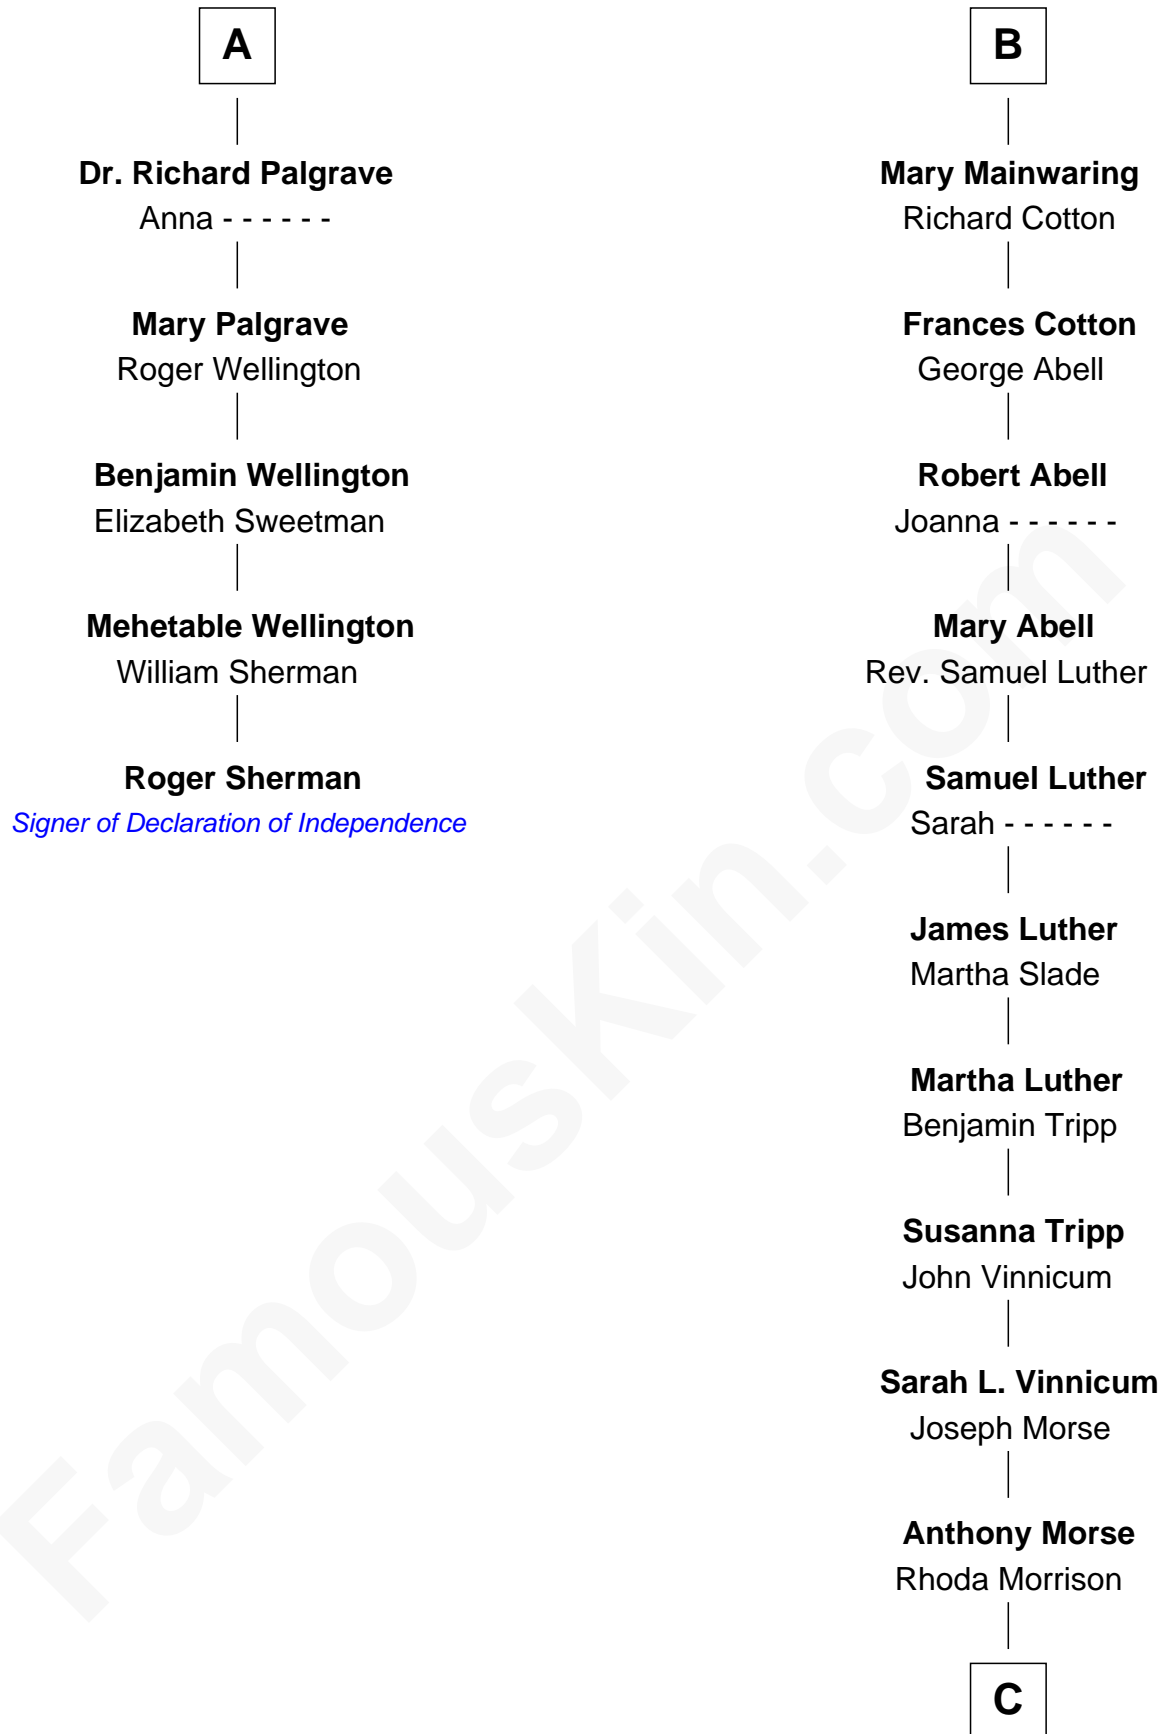 A
Dr. Richard Palgrave
Anna - - - - - -
Mary Palgrave
Roger Wellington
Benjamin Wellington
Elizabeth Sweetman
Mehetable Wellington
William Sherman
Roger Sherman
Signer of Declaration of Independence
B
Mary Mainwaring
Richard Cotton
Frances Cotton
George Abell
Robert Abell
Joanna - - - - - -
Mary Abell
Rev. Samuel Luther
Samuel Luther
Sarah - - - - - -
James Luther
Martha Slade
Martha Luther
Benjamin Tripp
Susanna Tripp
John Vinnicum
Sarah L. Vinnicum
Joseph Morse
Anthony Morse
Rhoda Morrison
C
FamousKin.com